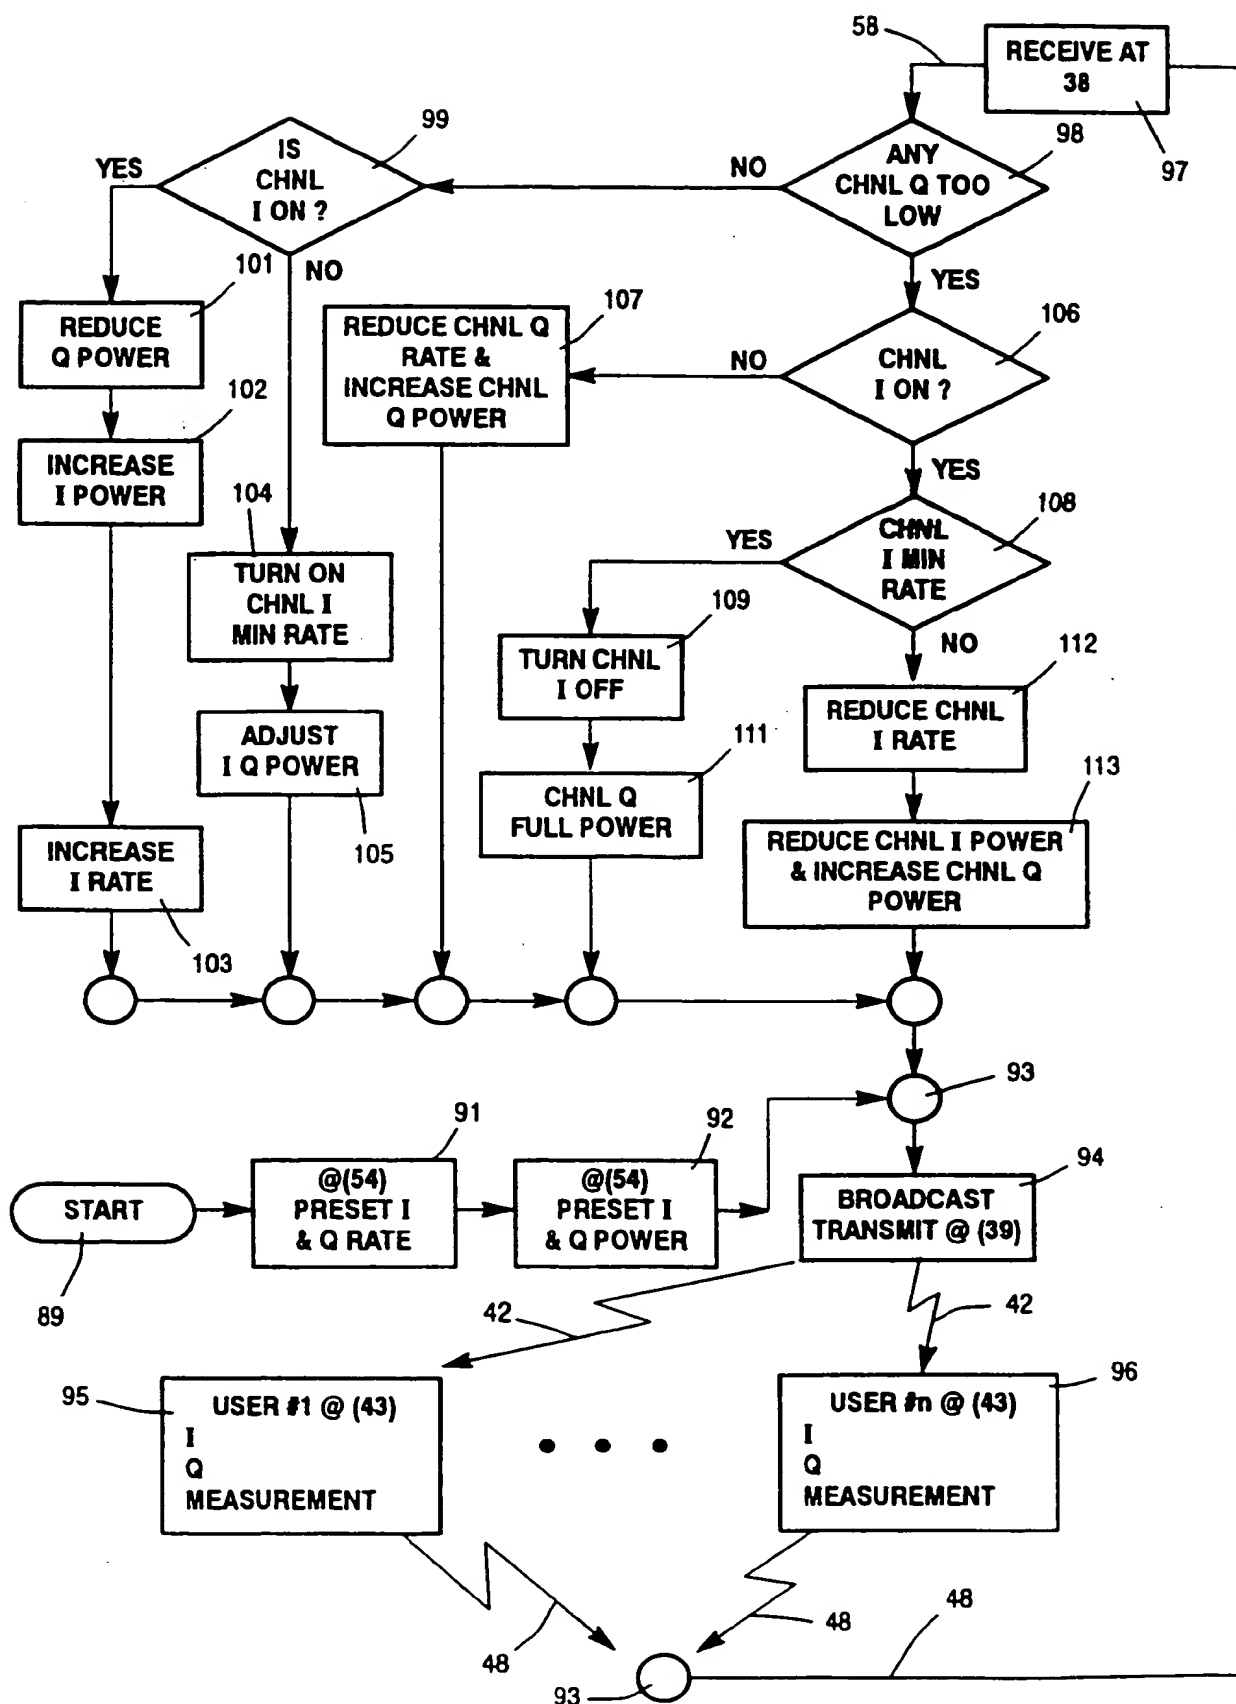 58
RECEIVE AT
38
97
99
98
IS
CHNL
I ON ?
YES
NO
ANY
CHNL Q TOO
LOW
NO
YES
101
REDUCE
Q POWER
107
REDUCE CHNL Q
RATE &
INCREASE CHNL
Q POWER
NO
CHNL
I ON ?
106
YES
102
INCREASE
I POWER
104
TURN ON
CHNL I
MIN RATE
YES
CHNL
I MIN
RATE
108
NO
109
TURN CHNL
I OFF
112
REDUCE CHNL
I RATE
ADJUST
I Q POWER
105
111
CHNL Q
FULL POWER
113
REDUCE CHNL I POWER
& INCREASE CHNL Q
POWER
INCREASE
I RATE
103
93
START
89
91
@(54)
PRESET I
& Q RATE
92
@(54)
PRESET I
& Q POWER
94
BROADCAST
TRANSMIT @ (39)
42
42
95
USER #1 @ (43)
I
Q
MEASUREMENT
96
USER #n @ (43)
I
Q
MEASUREMENT
48
48
48
93